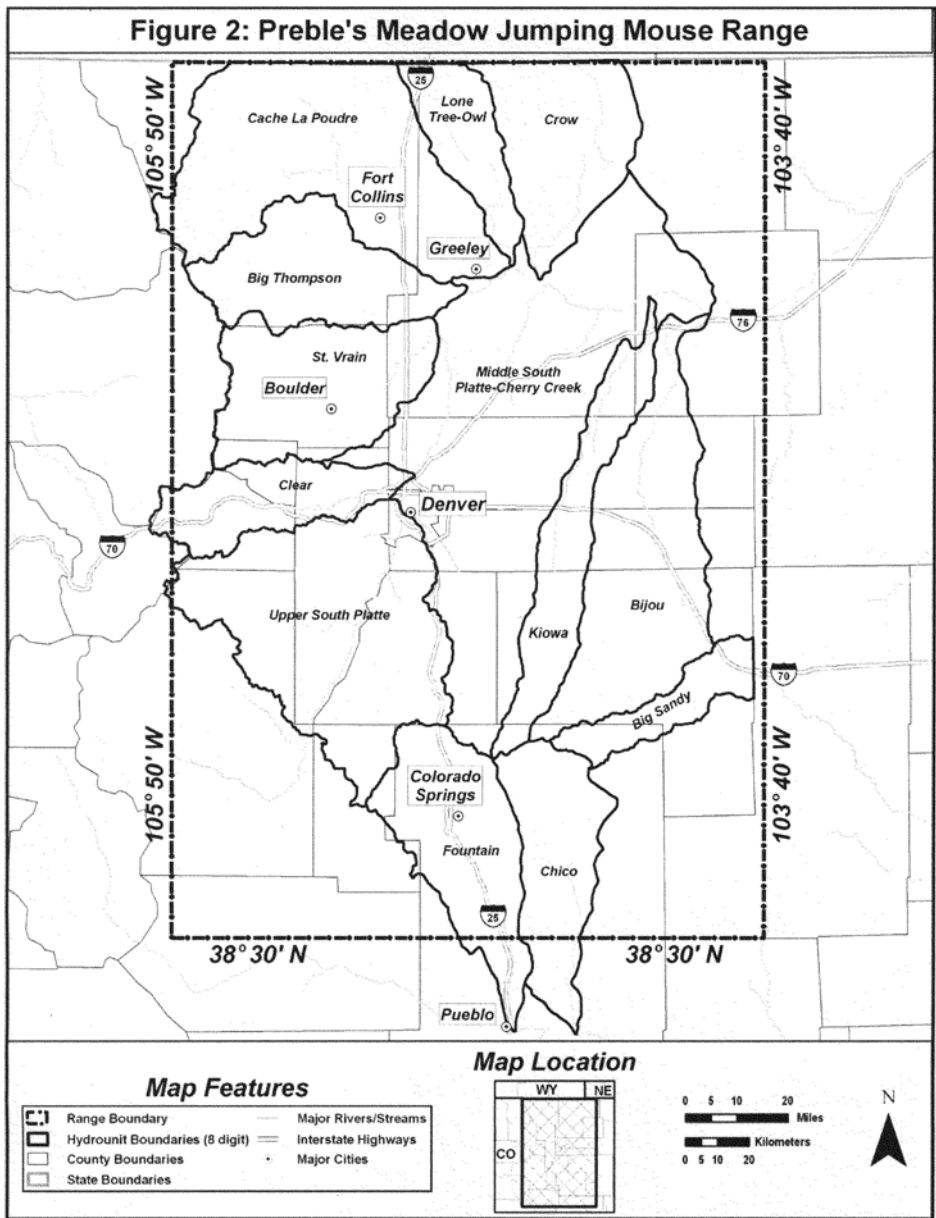 Figure 2: Preble's Meadow Jumping Mouse Range
25
105° 50' W
103° 40' W
Cache La Poudre
Lone
Tree-Owl
Crow
Fort
Collins
Greeley
Big Thompson
76
St. Vrain
Boulder
Middle South
Platte-Cherry Creek
Clear
Denver
70
Upper South Platte
Kiowa
Bijou
70
Big Sandy
105° 50' W
103° 40' W
Colorado
Springs
Fountain
Chico
25
38° 30' N
38° 30' N
Pueblo
Map Features
Range Boundary
Hydrounit Boundaries (8 digit)
County Boundaries
State Boundaries
Major Rivers/Streams
Interstate Highways
Major Cities
Map Location
WY
NE
CO
0 5 10 20
Miles
Kilometers
0 5 10 20
N